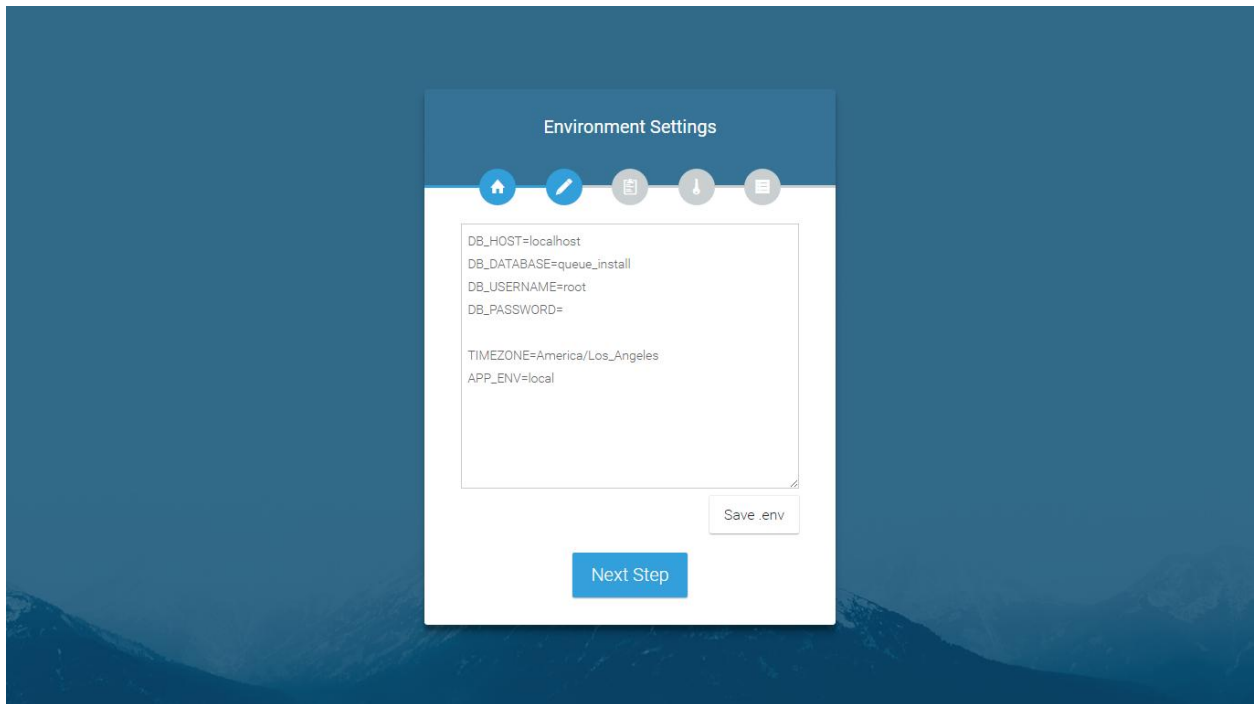 Environment Settings
DB_HOST=localhost
DB_DATABASE=queue_install
DB_USERNAME=root
DB_PASSWORD=
TIMEZONE=America/Los_Angeles
APP_ENV=local
Save .env
Next Step